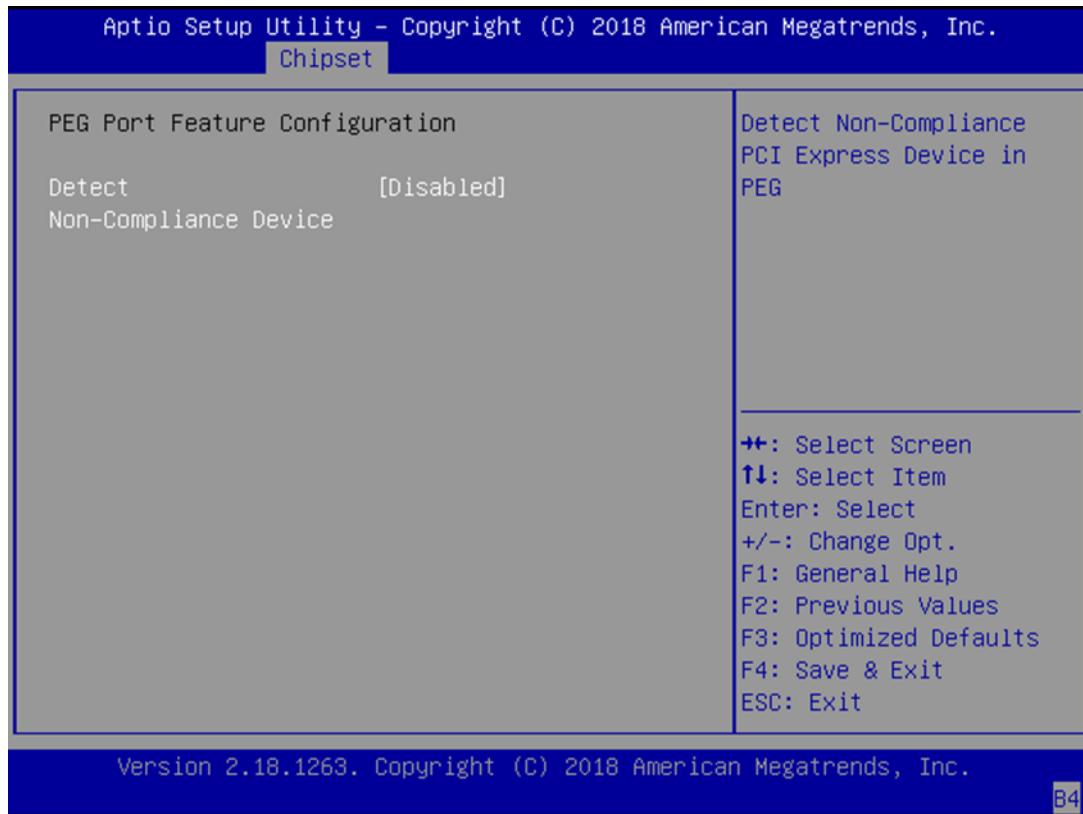 Aptio Setup Utility – Copyright (C) 2018 American Megatrends, Inc.
Chipset
PEG Port Feature Configuration
Detect [Disabled]
Non-Compliance Device
Detect Non-Compliance
PCI Express Device in
PEG
→←: Select Screen
↑↓: Select Item
Enter: Select
+/-: Change Opt.
F1: General Help
F2: Previous Values
F3: Optimized Defaults
F4: Save & Exit
ESC: Exit
Version 2.18.1263. Copyright (C) 2018 American Megatrends, Inc.
B4